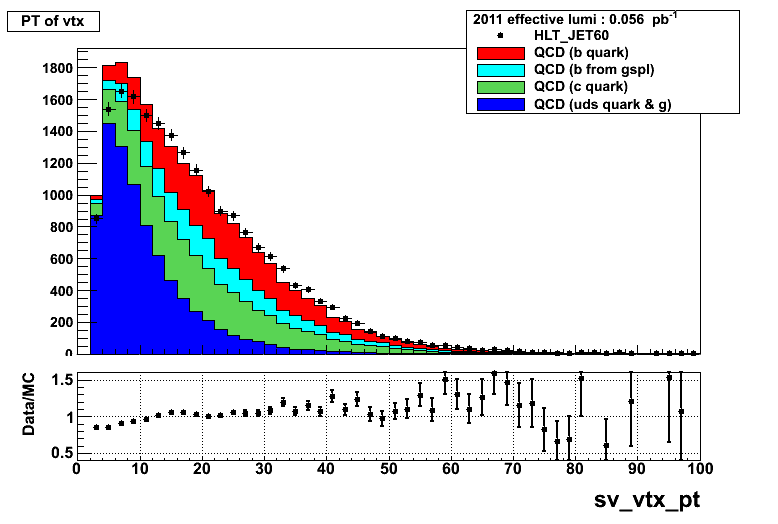 PT of vtx
2011 effective lumi : 0.056 pb-1
HLT_JET60
QCD (b quark)
QCD (b from gspl)
QCD (c quark)
QCD (uds quark & g)
1800
1600
1400
1200
1000
800
600
400
200
0
Data/MC
1.5
1
0.5
0 10 20 30 40 50 60 70 80 90 100
sv_vtx_pt